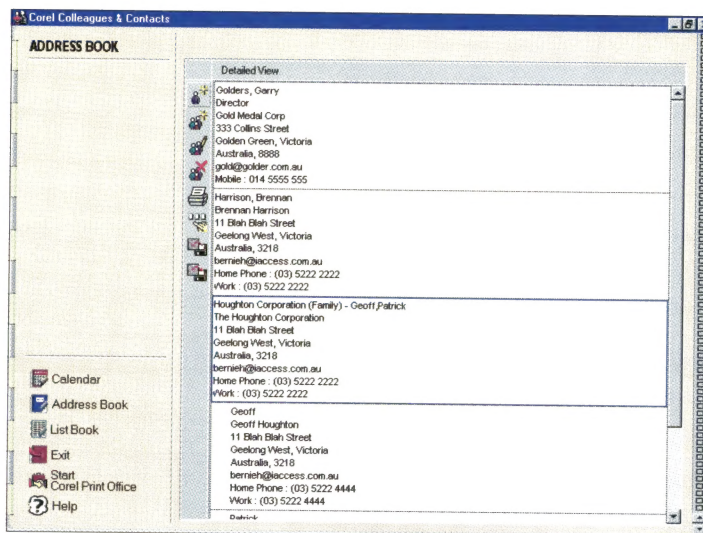 Corel Colleagues & Contacts
ADDRESS BOOK
Detailed View
Golders, Garry
Director
Gold Medal Corp
333 Collins Street
Golden Green, Victoria
Australia, 8888
gold@golder.com.au
Mobile : 014 5555 555
Harrison, Brennan
Brennan Harrison
11 Blah Blah Street
Geelong West, Victoria
Australia, 3218
bernieh@iaccess.com.au
Home Phone : (03) 5222 2222
Work : (03) 5222 2222
Houghton Corporation (Family) - Geoff,Patrick
The Houghton Corporation
11 Blah Blah Street
Geelong West, Victoria
Australia, 3218
bernieh@iaccess.com.au
Home Phone : (03) 5222 2222
Work : (03) 5222 2222
Geoff
Geoff Houghton
11 Blah Blah Street
Geelong West, Victoria
Australia, 3218
bernieh@iaccess.com.au
Home Phone : (03) 5222 4444
Work : (03) 5222 4444
Patrick
Calendar
Address Book
List Book
Exit
Start
Corel Print Office
Help